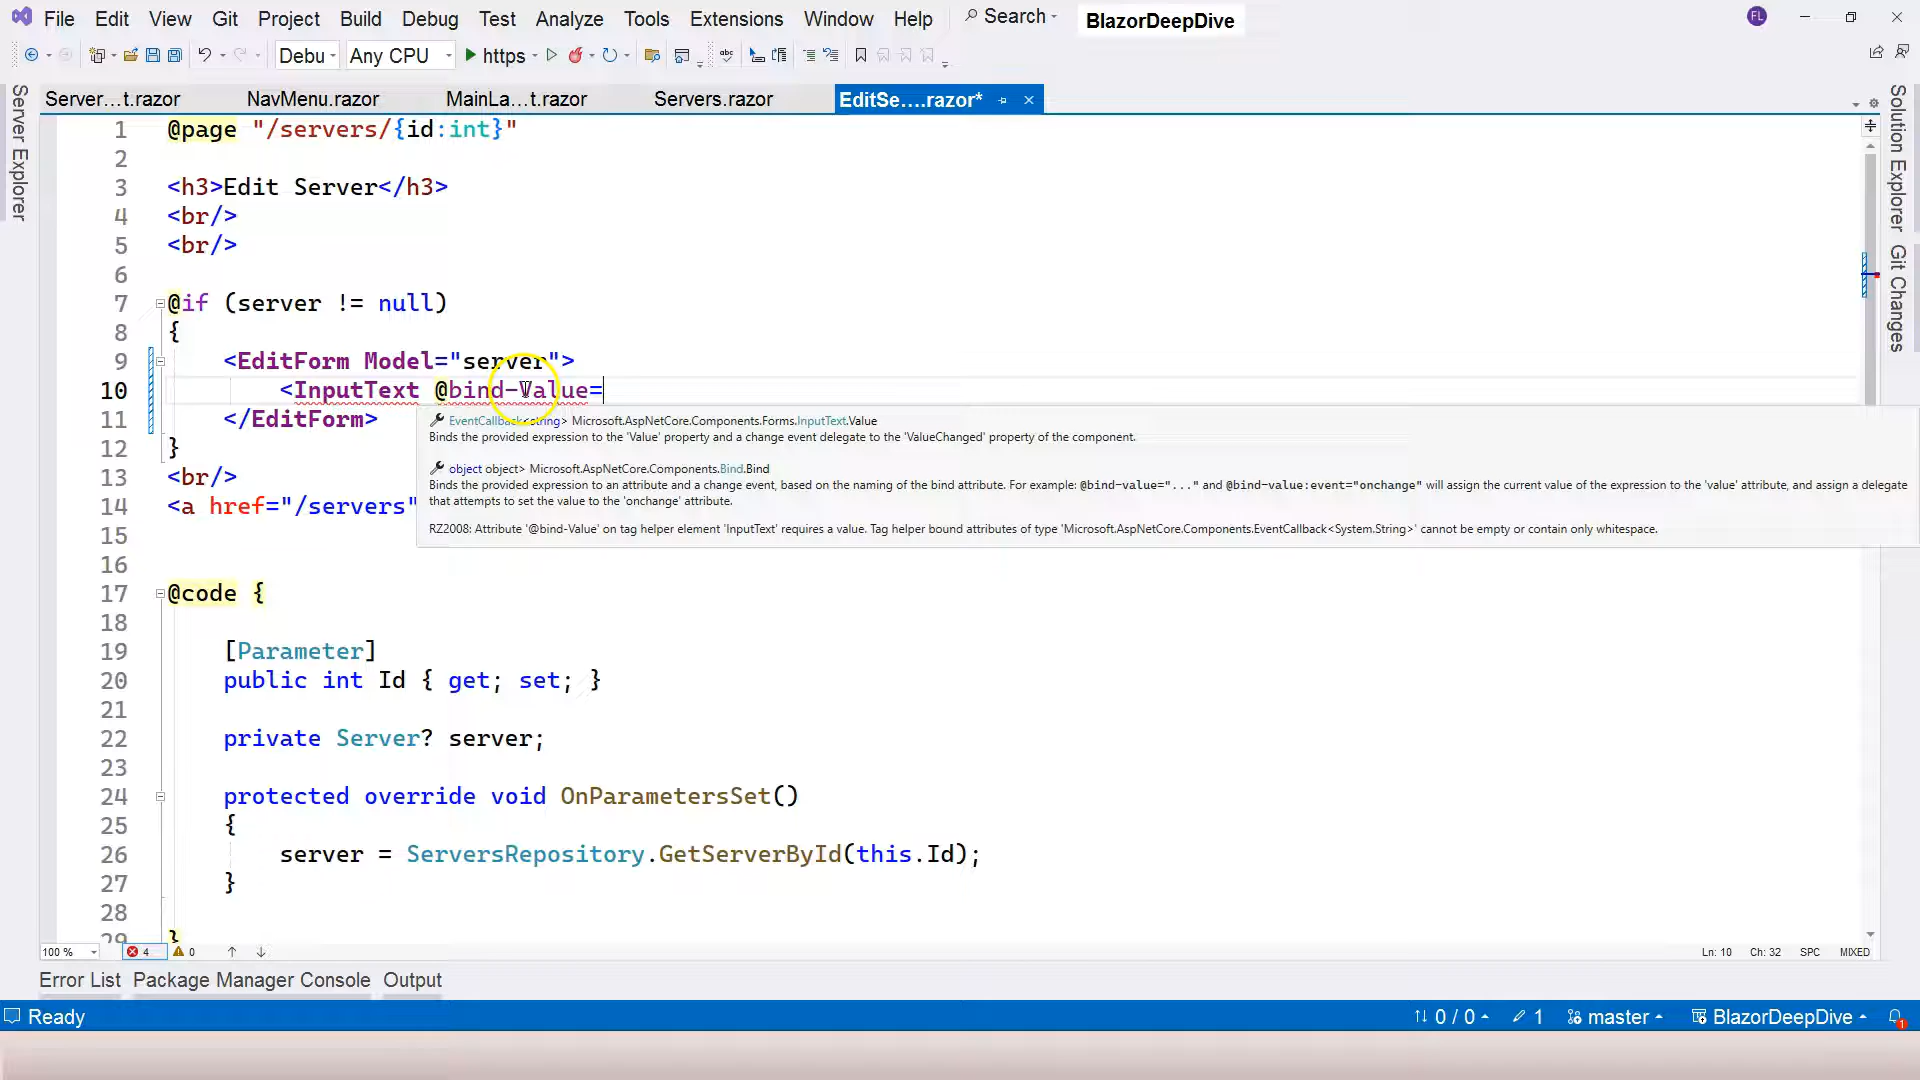 File Edit View Git Project Build Debug Test Analyze Tools Extensions Window Help Search BlazorDeepDive FL
Debu Any CPU https
Server...t.razor NavMenu.razor MainLa...t.razor Servers.razor EditSe....razor*
Server Explorer
Solution Explorer
Git Changes
1 @page "/servers/{id:int}"
2
3 <h3>Edit Server</h3>
4 <br/>
5 <br/>
6
7 @if (server != null)
8 {
9 <EditForm Model="server">
10 <InputText @bind-Value=
11 </EditForm>
12 }
13 <br/>
14 <a href="/servers"
EventCallback<string> Microsoft.AspNetCore.Components.Forms.InputText.Value
Binds the provided expression to the 'Value' property and a change event delegate to the 'ValueChanged' property of the component.
object object> Microsoft.AspNetCore.Components.Bind.Bind
Binds the provided expression to an attribute and a change event, based on the naming of the bind attribute. For example: @bind-value="..." and @bind-value:event="onchange" will assign the current value of the expression to the 'value' attribute, and assign a delegate
that attempts to set the value to the 'onchange' attribute.
RZ2008: Attribute '@bind-Value' on tag helper element 'InputText' requires a value. Tag helper bound attributes of type 'Microsoft.AspNetCore.Components.EventCallback<System.String>' cannot be empty or contain only whitespace.
15
16
17 @code {
18
19 [Parameter]
20 public int Id { get; set; }
21
22 private Server? server;
23
24 protected override void OnParametersSet()
25 {
26 server = ServersRepository.GetServerById(this.Id);
27 }
28
29 }
100 % 4 0 Ln: 10 Ch: 32 SPC MIXED
Error List Package Manager Console Output
Ready 0 / 0 1 master BlazorDeepDive 1